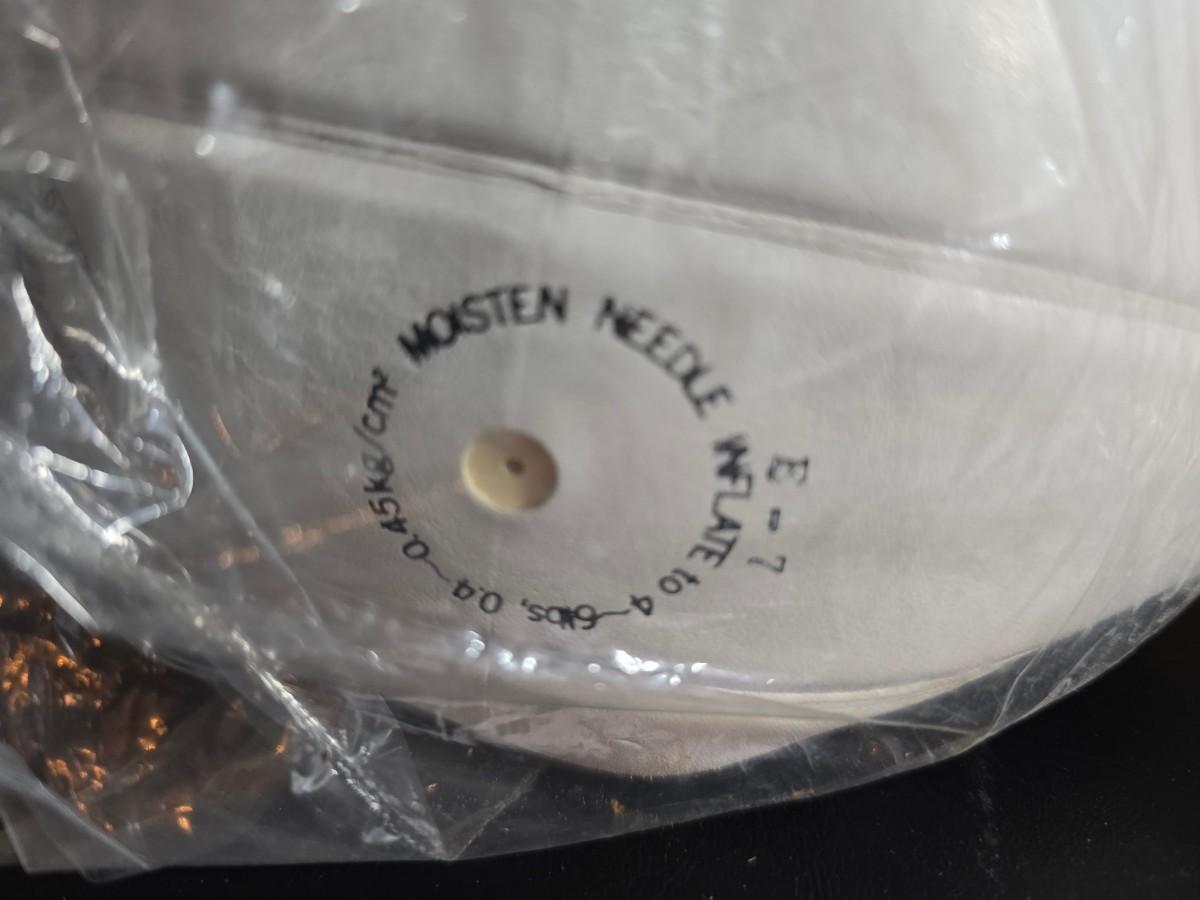 MOISTEN NEEDLE INFLATE to 4~6lbs, 0.4~0.45kg/cm²
E-7